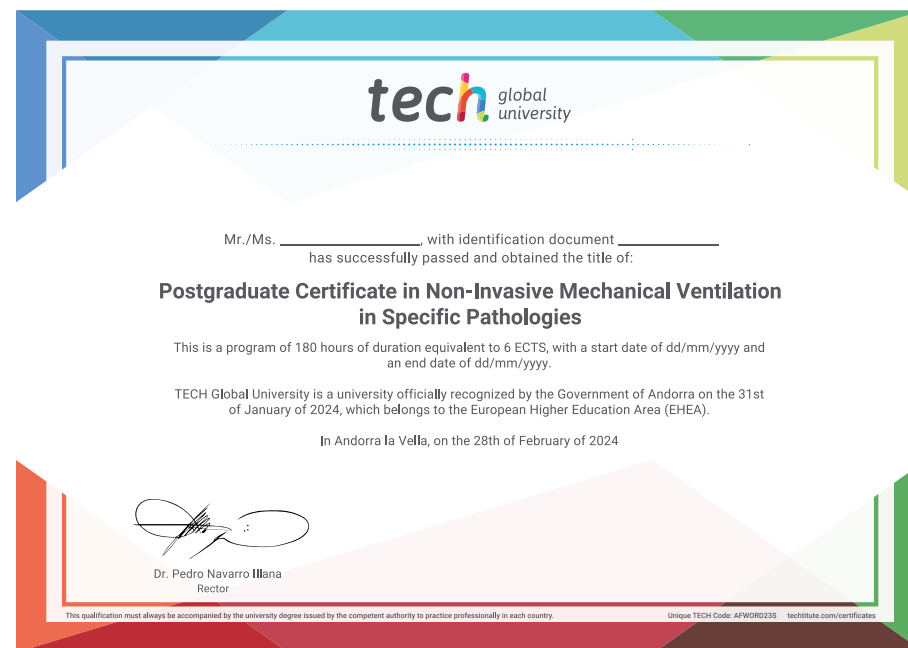 tech global university
Mr./Ms. ____________________, with identification document ______________
has successfully passed and obtained the title of:
Postgraduate Certificate in Non-Invasive Mechanical Ventilation
in Specific Pathologies
This is a program of 180 hours of duration equivalent to 6 ECTS, with a start date of dd/mm/yyyy and
an end date of dd/mm/yyyy.
TECH Global University is a university officially recognized by the Government of Andorra on the 31st
of January of 2024, which belongs to the European Higher Education Area (EHEA).
In Andorra la Vella, on the 28th of February of 2024
Dr. Pedro Navarro Illana
Rector
This qualification must always be accompanied by the university degree issued by the competent authority to practice professionally in each country.
Unique TECH Code: AFWORD23S techtitute.com/certificates